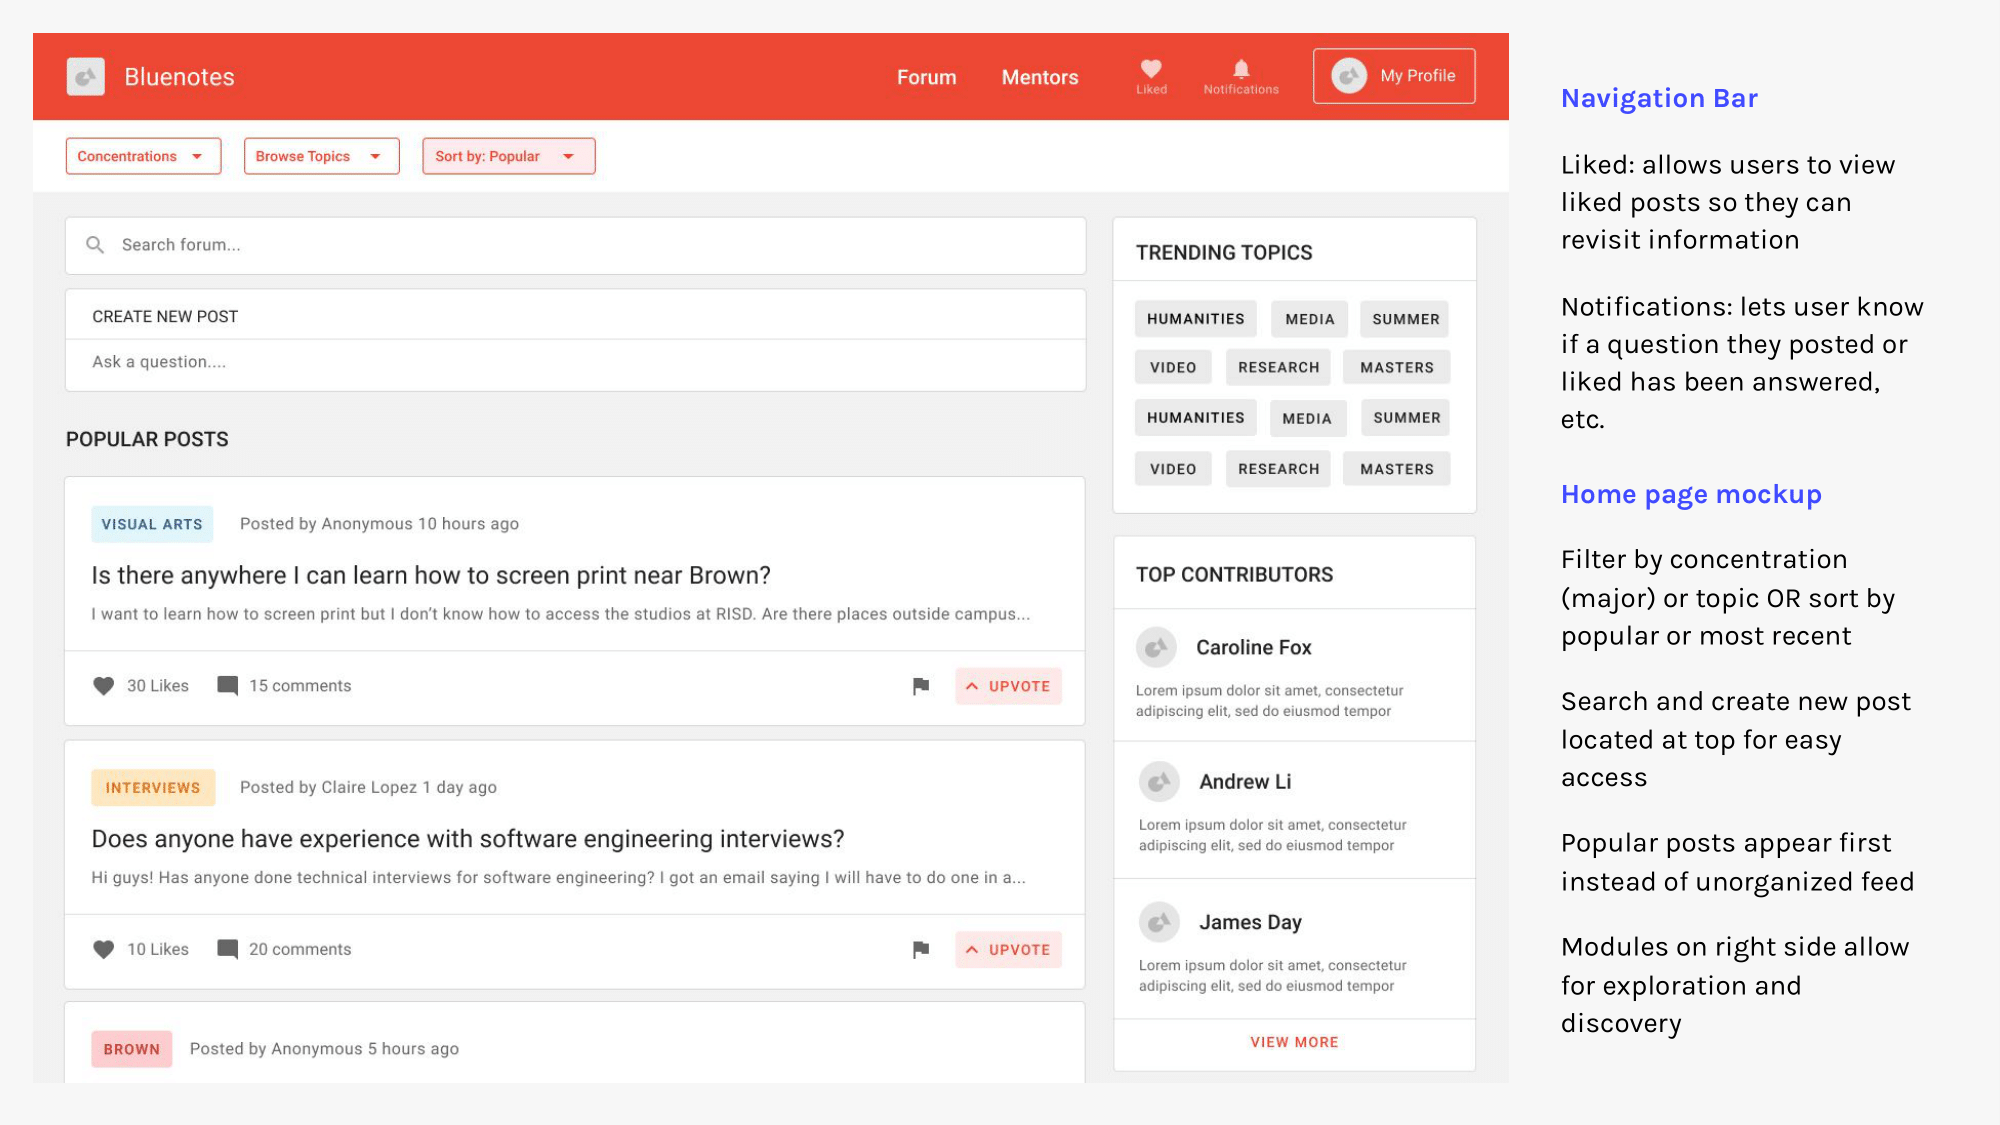 Bluenotes
Forum
Mentors
Liked
Notifications
My Profile
Concentrations
Browse Topics
Sort by: Popular
Search forum...
CREATE NEW POST
Ask a question....
POPULAR POSTS
VISUAL ARTS
Posted by Anonymous 10 hours ago
Is there anywhere I can learn how to screen print near Brown?
I want to learn how to screen print but I don't know how to access the studios at RISD. Are there places outside campus...
30 Likes
15 comments
UPVOTE
INTERVIEWS
Posted by Claire Lopez 1 day ago
Does anyone have experience with software engineering interviews?
Hi guys! Has anyone done technical interviews for software engineering? I got an email saying I will have to do one in a...
10 Likes
20 comments
UPVOTE
BROWN
Posted by Anonymous 5 hours ago
TRENDING TOPICS
HUMANITIES MEDIA SUMMER
VIDEO RESEARCH MASTERS
HUMANITIES MEDIA SUMMER
VIDEO RESEARCH MASTERS
TOP CONTRIBUTORS
Caroline Fox
Lorem ipsum dolor sit amet, consectetur
adipiscing elit, sed do eiusmod tempor
Andrew Li
Lorem ipsum dolor sit amet, consectetur
adipiscing elit, sed do eiusmod tempor
James Day
Lorem ipsum dolor sit amet, consectetur
adipiscing elit, sed do eiusmod tempor
VIEW MORE
Navigation Bar
Liked: allows users to view
liked posts so they can
revisit information
Notifications: lets user know
if a question they posted or
liked has been answered,
etc.
Home page mockup
Filter by concentration
(major) or topic OR sort by
popular or most recent
Search and create new post
located at top for easy
access
Popular posts appear first
instead of unorganized feed
Modules on right side allow
for exploration and
discovery